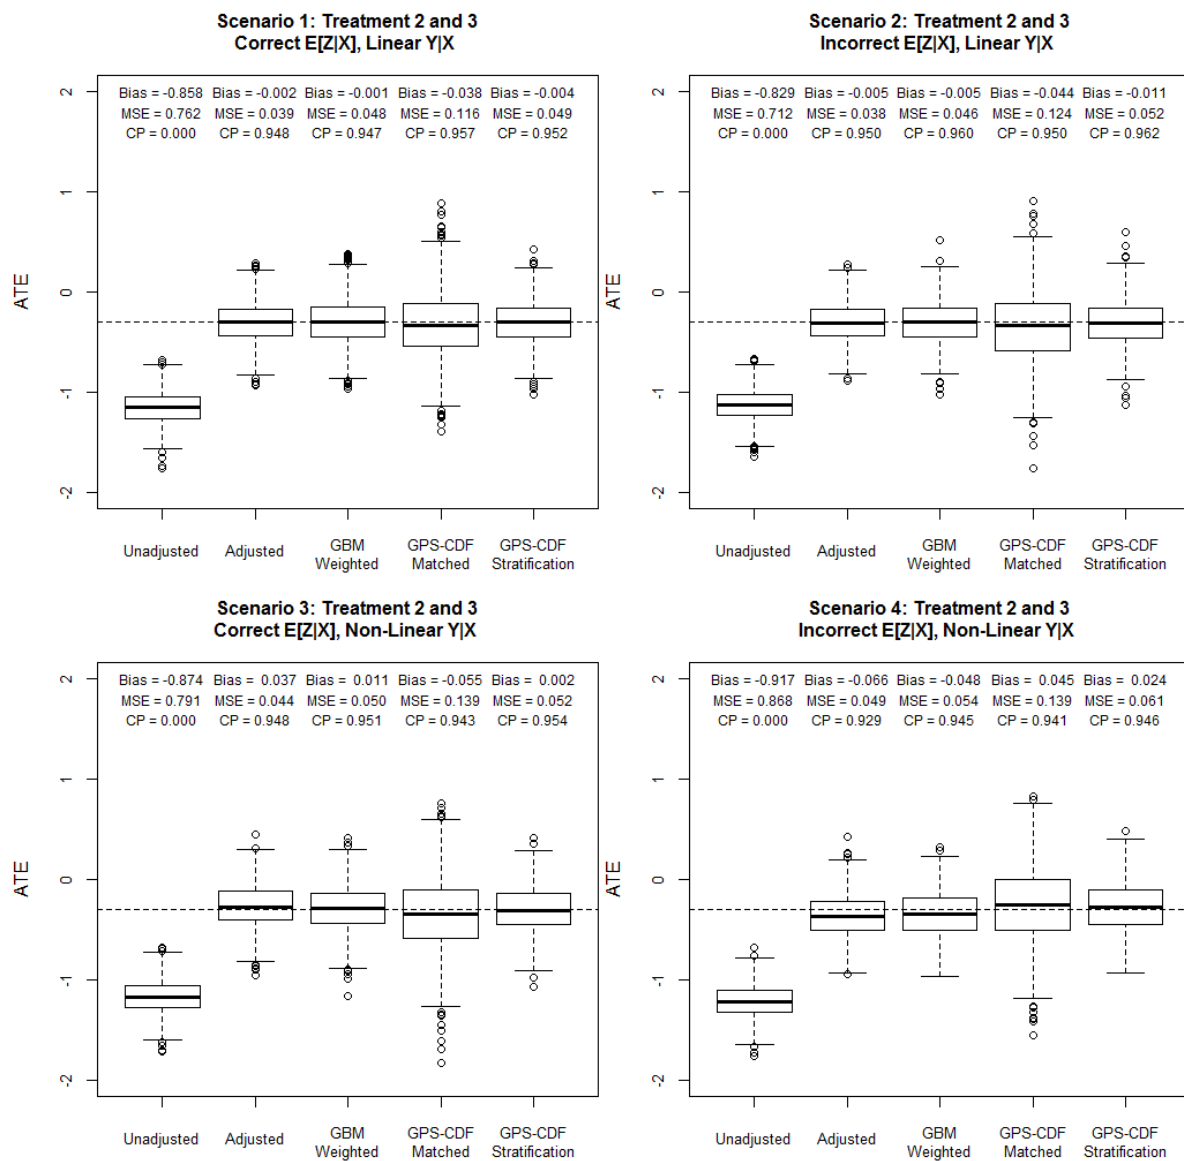 Scenario 1: Treatment 2 and 3
Correct E[Z|X], Linear Y|X
Bias = -0.858 Bias = -0.002 Bias = -0.001 Bias = -0.038 Bias = -0.004
MSE = 0.762 MSE = 0.039 MSE = 0.048 MSE = 0.116 MSE = 0.049
CP = 0.000 CP = 0.948 CP = 0.947 CP = 0.957 CP = 0.952
2
1
0
-1
-2
ATE
Unadjusted Adjusted GBM Weighted GPS-CDF Matched GPS-CDF Stratification
Scenario 2: Treatment 2 and 3
Incorrect E[Z|X], Linear Y|X
Bias = -0.829 Bias = -0.005 Bias = -0.005 Bias = -0.044 Bias = -0.011
MSE = 0.712 MSE = 0.038 MSE = 0.046 MSE = 0.124 MSE = 0.052
CP = 0.000 CP = 0.950 CP = 0.960 CP = 0.950 CP = 0.962
2
1
0
-1
-2
ATE
Unadjusted Adjusted GBM Weighted GPS-CDF Matched GPS-CDF Stratification
Scenario 3: Treatment 2 and 3
Correct E[Z|X], Non-Linear Y|X
Bias = -0.874 Bias = 0.037 Bias = 0.011 Bias = -0.055 Bias = 0.002
MSE = 0.791 MSE = 0.044 MSE = 0.050 MSE = 0.139 MSE = 0.052
CP = 0.000 CP = 0.948 CP = 0.951 CP = 0.943 CP = 0.954
2
1
0
-1
-2
ATE
Unadjusted Adjusted GBM Weighted GPS-CDF Matched GPS-CDF Stratification
Scenario 4: Treatment 2 and 3
Incorrect E[Z|X], Non-Linear Y|X
Bias = -0.917 Bias = -0.066 Bias = -0.048 Bias = 0.045 Bias = 0.024
MSE = 0.868 MSE = 0.049 MSE = 0.054 MSE = 0.139 MSE = 0.061
CP = 0.000 CP = 0.929 CP = 0.945 CP = 0.941 CP = 0.946
2
1
0
-1
-2
ATE
Unadjusted Adjusted GBM Weighted GPS-CDF Matched GPS-CDF Stratification